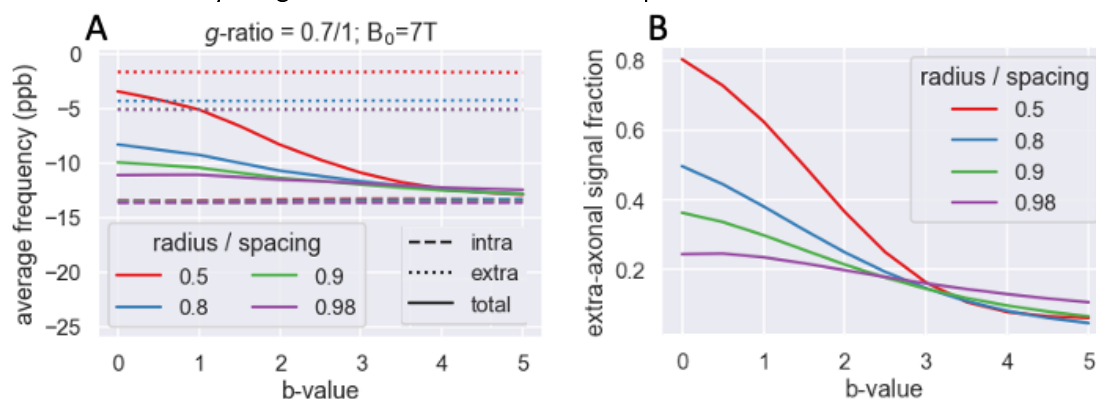 A
g-ratio = 0.7/1; B₀=7T
average frequency (ppb)
0
−5
−10
−15
−20
−25
radius / spacing
0.5
0.9
0.8
0.98
intra
extra
total
0 1 2 3 4 5
b-value
B
extra-axonal signal fraction
0.8
0.6
0.4
0.2
radius / spacing
0.5
0.8
0.9
0.98
0 1 2 3 4 5
b-value